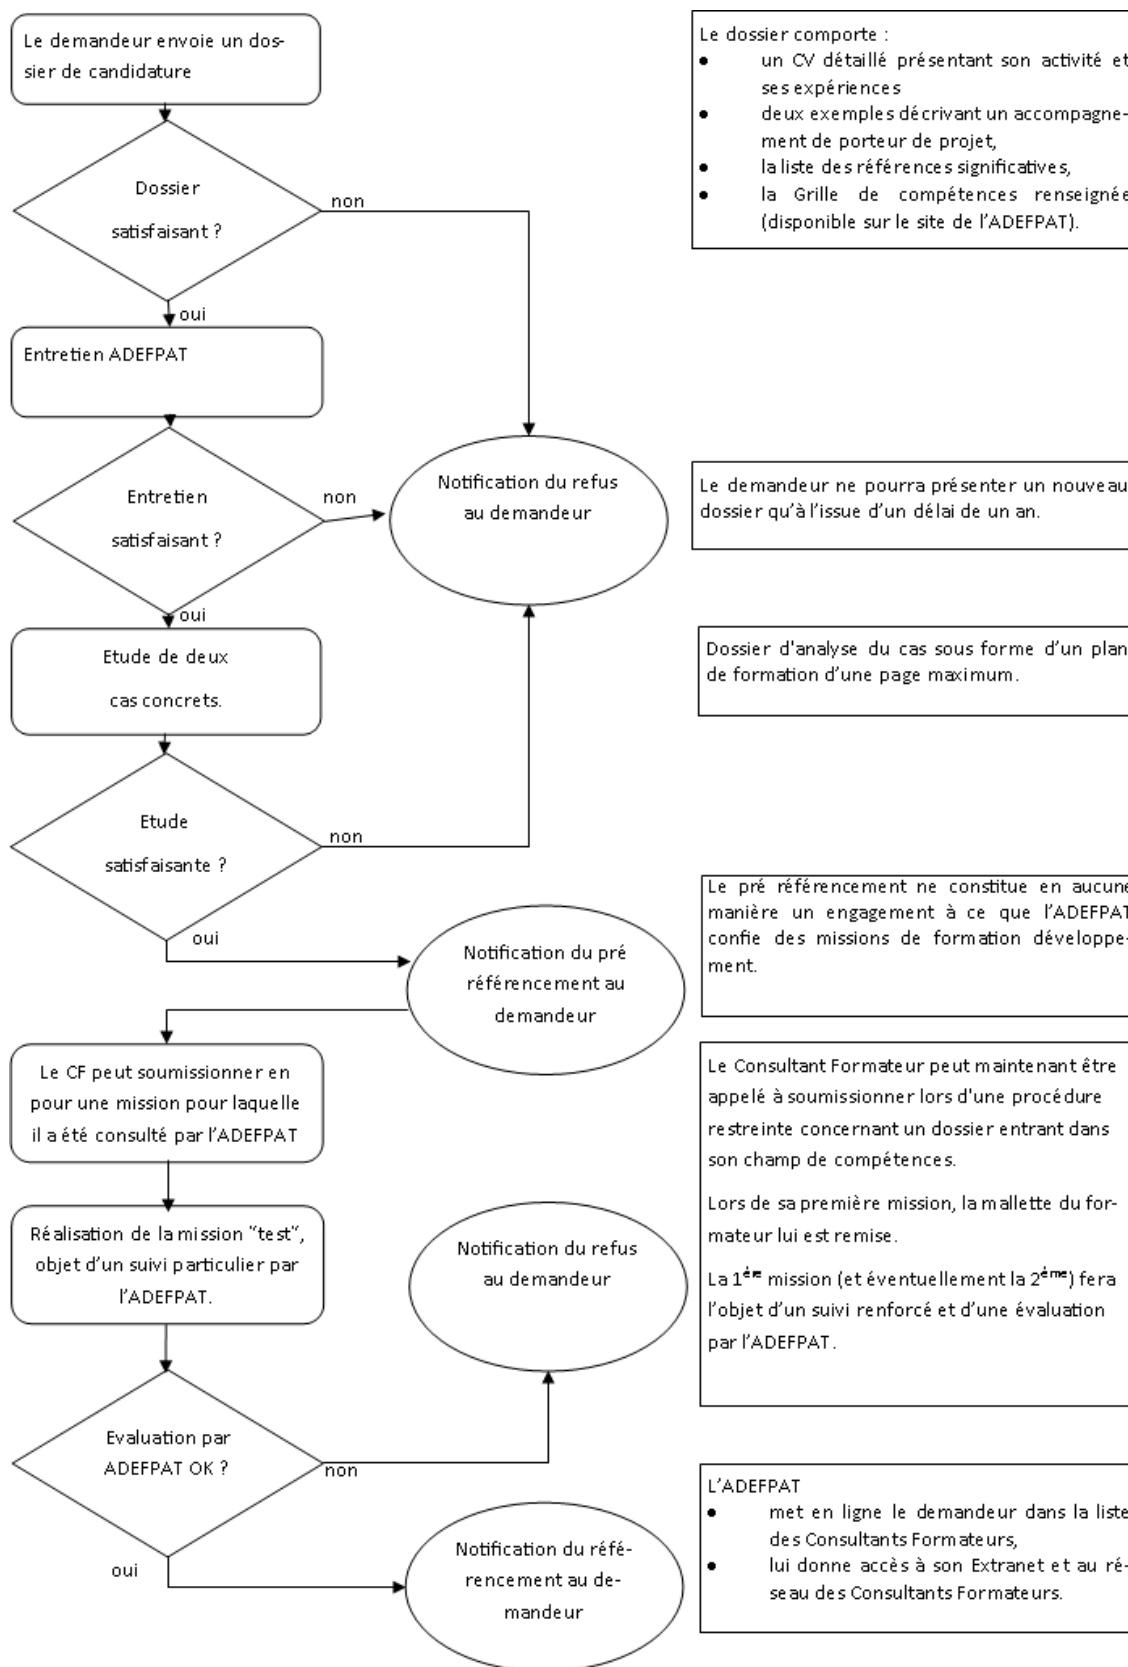 Le demandeur envoie un dos-
sier de candidature
Le dossier comporte :
• un CV détaillé présentant son activité et
ses expériences
• deux exemples décrivant un accompagne-
ment de porteur de projet,
• la liste des références significatives,
• la Grille de compétences renseignée
(disponible sur le site de l'ADEFPAT).
Dossier
satisfaisant ?
non
oui
Entretien ADEFPAT
Entretien
satisfaisant ?
non
Notification du refus
au demandeur
Le demandeur ne pourra présenter un nouveau
dossier qu'à l'issue d'un délai de un an.
oui
Etude de deux
cas concrets.
Dossier d'analyse du cas sous forme d'un plan
de formation d'une page maximum.
Etude
satisfaisante ?
non
oui
Notification du pré
référencement au
demandeur
Le pré référencement ne constitue en aucune
manière un engagement à ce que l'ADEFPAT
confie des missions de formation développe-
ment.
Le CF peut soumissionner en
pour une mission pour laquelle
il a été consulté par l'ADEFPAT
Le Consultant Formateur peut maintenant être
appelé à soumissionner lors d'une procédure
restreinte concernant un dossier entrant dans
son champ de compétences.
Lors de sa première mission, la mallette du for-
mateur lui est remise.
La 1ère mission (et éventuellement la 2ème) fera
l'objet d'un suivi renforcé et d'une évaluation
par l'ADEFPAT.
Réalisation de la mission "test",
objet d'un suivi particulier par
l'ADEFPAT.
Notification du refus
au demandeur
Evaluation par
ADEFPAT OK ?
non
oui
Notification du réfé-
rencement au de-
mandeur
L'ADEFPAT
• met en ligne le demandeur dans la liste
des Consultants Formateurs,
• lui donne accès à son Extranet et au ré-
seau des Consultants Formateurs.